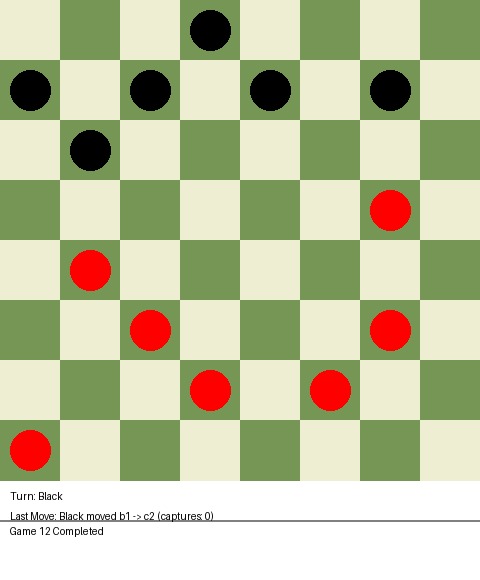 Turn: Black
Last Move: Black moved b1 -> c2 (captures: 0)
Game 12 Completed